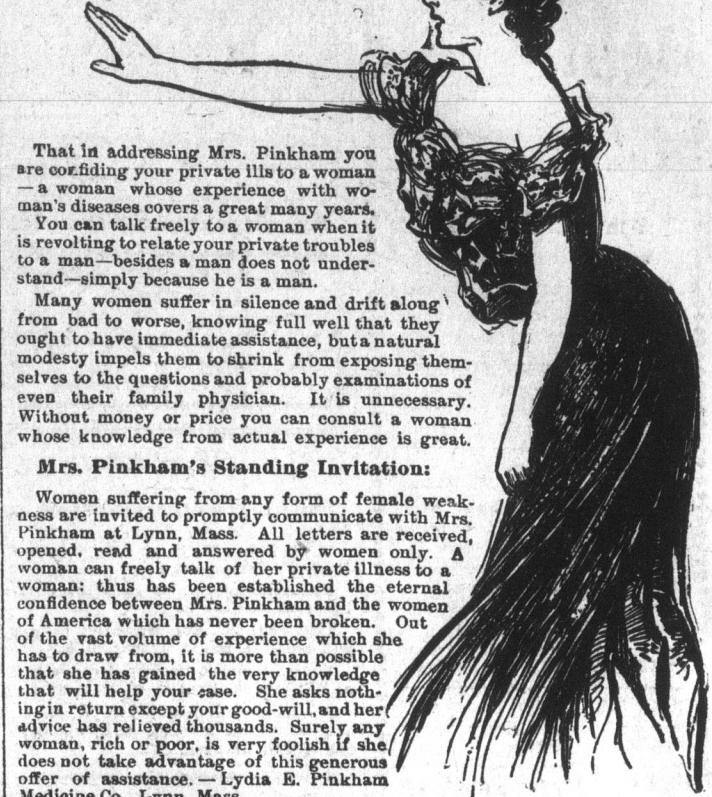 That in addressing Mrs. Pinkham you
are confiding your private ills to a woman
— a woman whose experience with wo-
man's diseases covers a great many years.
You can talk freely to a woman when it
is revolting to relate your private troubles
to a man—besides a man does not under-
stand—simply because he is a man.
Many women suffer in silence and drift along
from bad to worse, knowing full well that they
ought to have immediate assistance, but a natural
modesty impels them to shrink from exposing them-
selves to the questions and probably examinations of
even their family physician. It is unnecessary.
Without money or price you can consult a woman
whose knowledge from actual experience is great.
Mrs. Pinkham's Standing Invitation:
Women suffering from any form of female weak-
ness are invited to promptly communicate with Mrs.
Pinkham at Lynn, Mass. All letters are received,
opened, read and answered by women only. A
woman can freely talk of her private illness to a
woman: thus has been established the eternal
confidence between Mrs. Pinkham and the women
of America which has never been broken. Out
of the vast volume of experience which she
has to draw from, it is more than possible
that she has gained the very knowledge
that will help your case. She asks noth-
ing in return except your good-will, and her
advice has relieved thousands. Surely any
woman, rich or poor, is very foolish if she
does not take advantage of this generous
offer of assistance. — Lydia E. Pinkham
Medicine Co., Lynn, Mass.